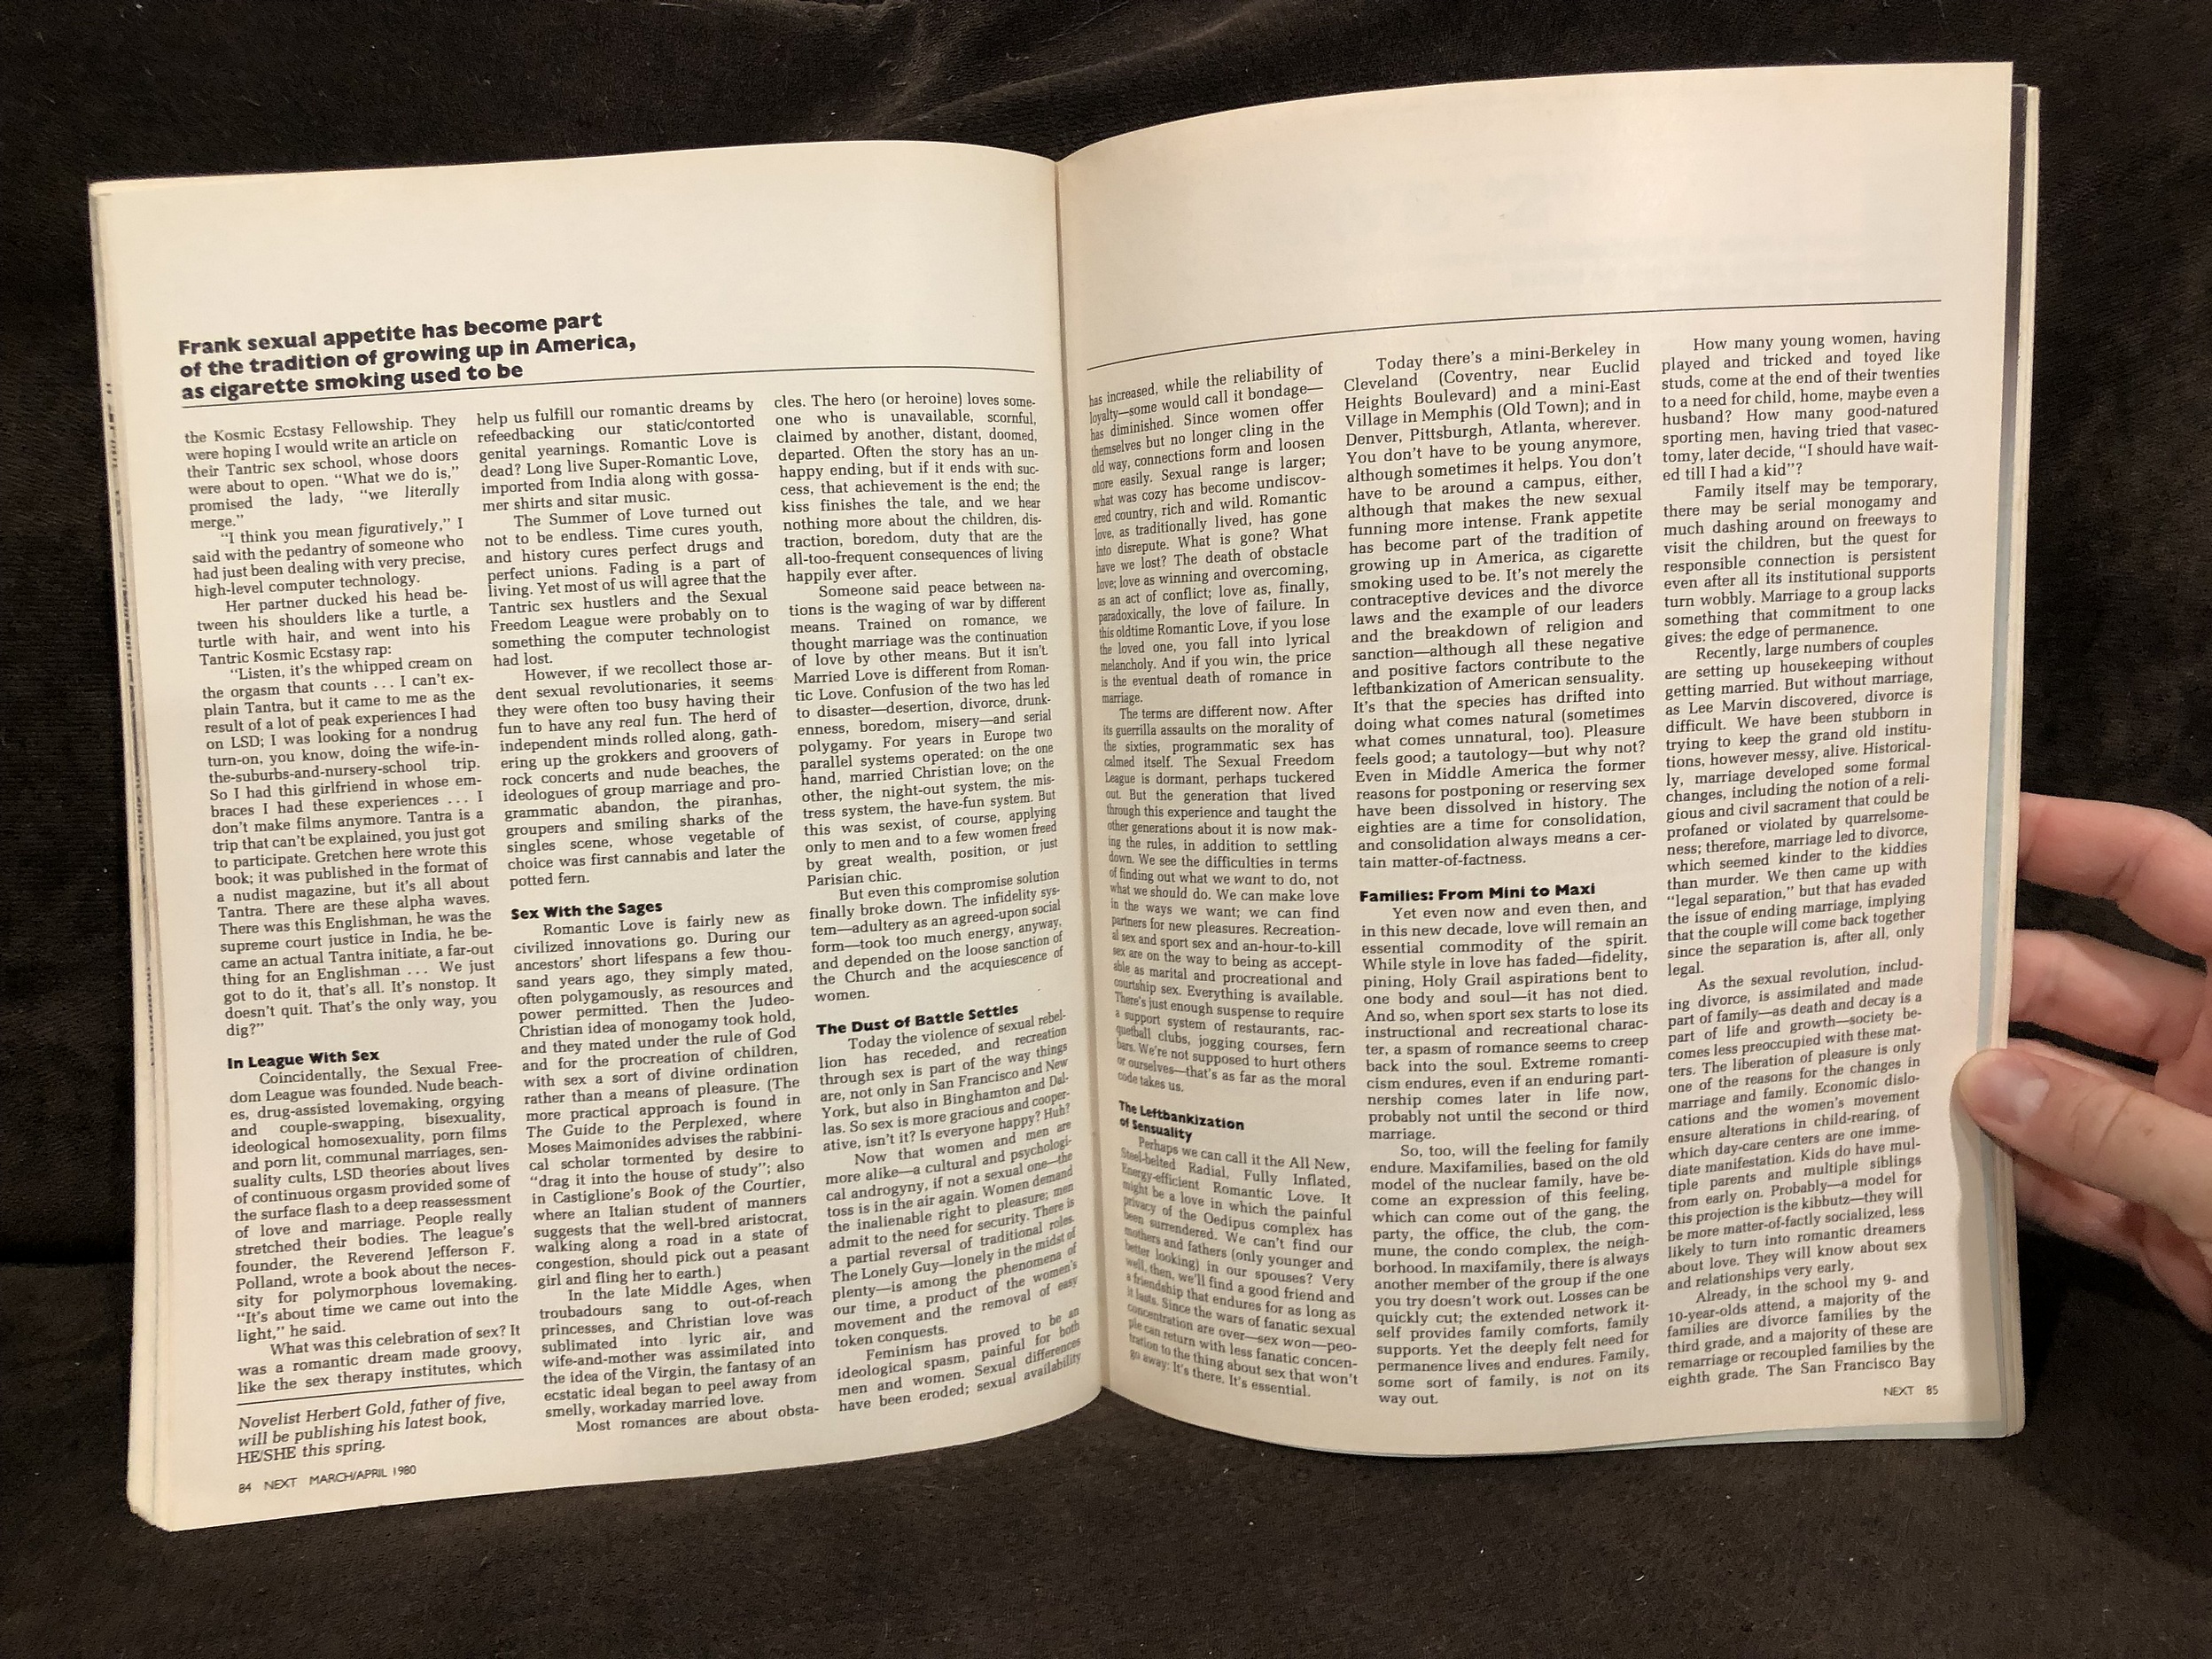 Frank sexual appetite has become part
of the tradition of growing up in America,
as cigarette smoking used to be
the Kosmic Ecstasy Fellowship. They
were hoping I would write an article on
their Tantric sex school, whose doors
were about to open. “What we do is,”
promised the lady, “we literally
merge.”
“I think you mean figuratively,” I
said with the pedantry of someone who
had just been dealing with very precise,
high-level computer technology.
Her partner ducked his head be-
tween his shoulders like a turtle, a
turtle with hair, and went into his
Tantric Kosmic Ecstasy rap:
“Listen, it’s the whipped cream on
the orgasm that counts . . . I can’t ex-
plain Tantra, but it came to me as the
result of a lot of peak experiences I had
on LSD; I was looking for a nondrug
turn-on, you know, doing the wife-in-
the-suburbs-and-nursery-school trip.
So I had this girlfriend in whose em-
braces I had these experiences . . . I
don’t make films anymore. Tantra is a
trip that can’t be explained, you just got
to participate. Gretchen here wrote this
book; it was published in the format of
a nudist magazine, but it’s all about
Tantra. There are these alpha waves.
There was this Englishman, he was the
supreme court justice in India, he be-
came an actual Tantra initiate, a far-out
thing for an Englishman . . . We just
got to do it, that’s all. It’s nonstop. It
doesn’t quit. That’s the only way, you
dig?”
In League With Sex
Coincidentally, the Sexual Free-
dom League was founded. Nude beach-
es, drug-assisted lovemaking, orgying
and couple-swapping, bisexuality,
ideological homosexuality, porn films
and porn lit, communal marriages, sen-
suality cults, LSD theories about lives
of continuous orgasm provided some of
the surface flash to a deep reassessment
of love and marriage. People really
stretched their bodies. The league’s
founder, the Reverend Jefferson F.
Polland, wrote a book about the neces-
sity for polymorphous lovemaking.
“It’s about time we came out into the
light,” he said.
What was this celebration of sex? It
was a romantic dream made groovy,
like the sex therapy institutes, which
Novelist Herbert Gold, father of five,
will be publishing his latest book,
HE/SHE this spring.
84 NEXT MARCH/APRIL 1980
help us fulfill our romantic dreams by
refeedbacking our static/contorted
genital yearnings. Romantic Love is
dead? Long live Super-Romantic Love,
imported from India along with gossa-
mer shirts and sitar music.
The Summer of Love turned out
not to be endless. Time cures youth,
and history cures perfect drugs and
perfect unions. Fading is a part of
living. Yet most of us will agree that the
Tantric sex hustlers and the Sexual
Freedom League were probably on to
something the computer technologist
had lost.
However, if we recollect those ar-
dent sexual revolutionaries, it seems
they were often too busy having their
fun to have any real fun. The herd of
independent minds rolled along, gath-
ering up the grokkers and groovers of
rock concerts and nude beaches, the
ideologues of group marriage and pro-
grammatic abandon, the piranhas,
groupers and smiling sharks of the
singles scene, whose vegetable of
choice was first cannabis and later the
potted fern.
Sex With the Sages
Romantic Love is fairly new as
civilized innovations go. During our
ancestors’ short lifespans a few thou-
sand years ago, they simply mated,
often polygamously, as resources and
power permitted. Then the Judeo-
Christian idea of monogamy took hold,
and they mated under the rule of God
and for the procreation of children,
with sex a sort of divine ordination
rather than a means of pleasure. (The
more practical approach is found in
The Guide to the Perplexed, where
Moses Maimonides advises the rabbini-
cal scholar tormented by desire to
“drag it into the house of study”; also
in Castiglione’s Book of the Courtier,
where an Italian student of manners
suggests that the well-bred aristocrat,
walking along a road in a state of
congestion, should pick out a peasant
girl and fling her to earth.)
In the late Middle Ages, when
troubadours sang to out-of-reach
princesses, and Christian love was
sublimated into lyric air, and
wife-and-mother was assimilated into
the idea of the Virgin, the fantasy of an
ecstatic ideal began to peel away from
smelly, workaday married love.
Most romances are about obsta-
cles. The hero (or heroine) loves some-
one who is unavailable, scornful,
claimed by another, distant, doomed,
departed. Often the story has an un-
happy ending, but if it ends with suc-
cess, that achievement is the end; the
kiss finishes the tale, and we hear
nothing more about the children, dis-
traction, boredom, duty that are the
all-too-frequent consequences of living
happily ever after.
Someone said peace between na-
tions is the waging of war by different
means. Trained on romance, we
thought marriage was the continuation
of love by other means. But it isn’t.
Married Love is different from Roman-
tic Love. Confusion of the two has led
to disaster—desertion, divorce, drunk-
enness, boredom, misery—and serial
polygamy. For years in Europe two
parallel systems operated: on the one
hand, married Christian love; on the
other, the night-out system, the mis-
tress system, the have-fun system. But
this was sexist, of course, applying
only to men and to a few women freed
by great wealth, position, or just
Parisian chic.
But even this compromise solution
finally broke down. The infidelity sys-
tem—adultery as an agreed-upon social
form—took too much energy, anyway,
and depended on the loose sanction of
the Church and the acquiescence of
women.
The Dust of Battle Settles
Today the violence of sexual rebel-
lion has receded, and recreation
through sex is part of the way things
are, not only in San Francisco and New
York, but also in Binghamton and Dal-
las. So sex is more gracious and cooper-
ative, isn’t it? Is everyone happy? Huh?
Now that women and men are
more alike—a cultural and psychologi-
cal androgyny, if not a sexual one—the
toss is in the air again. Women demand
the inalienable right to pleasure; men
admit to the need for security. There is
a partial reversal of traditional roles.
The Lonely Guy—lonely in the midst of
plenty—is among the phenomena of
our time, a product of the women’s
movement and the removal of easy
token conquests.
Feminism has proved to be an
ideological spasm, painful for both
men and women. Sexual differences
have been eroded; sexual availability
has increased, while the reliability of
loyalty—some would call it bondage—
has diminished. Since women offer
themselves but no longer cling in the
old way, connections form and loosen
more easily. Sexual range is larger;
what was cozy has become undiscov-
ered country, rich and wild. Romantic
love, as traditionally lived, has gone
into disrepute. What is gone? What
have we lost? The death of obstacle
love; love as winning and overcoming,
as an act of conflict; love as, finally,
paradoxically, the love of failure. In
this oldtime Romantic Love, if you lose
the loved one, you fall into lyrical
melancholy. And if you win, the price
is the eventual death of romance in
marriage.
The terms are different now. After
its guerrilla assaults on the morality of
the sixties, programmatic sex has
calmed itself. The Sexual Freedom
League is dormant, perhaps tuckered
out. But the generation that lived
through this experience and taught the
other generations about it is now mak-
ing the rules, in addition to settling
down. We see the difficulties in terms
of finding out what we want to do, not
what we should do. We can make love
in the ways we want; we can find
partners for new pleasures. Recreation-
al sex and sport sex and an-hour-to-kill
sex are on the way to being as accept-
able as marital and procreational and
courtship sex. Everything is available.
There’s just enough suspense to require
a support system of restaurants, rac-
quetball clubs, jogging courses, fern
bars. We’re not supposed to hurt others
or ourselves—that’s as far as the moral
code takes us.
The Leftbankization
of Sensuality
Perhaps we can call it the All New,
Steel-belted Radial, Fully Inflated,
Energy-efficient Romantic Love. It
might be a love in which the painful
privacy of the Oedipus complex has
been surrendered. We can’t find our
mothers and fathers (only younger and
better looking) in our spouses? Very
well, then, we’ll find a good friend and
a friendship that endures for as long as
it lasts. Since the wars of fanatic sexual
concentration are over—sex won—peo-
ple can return with less fanatic concen-
tration to the thing about sex that won’t
go away: It’s there. It’s essential.
Today there’s a mini-Berkeley in
Cleveland (Coventry, near Euclid
Heights Boulevard) and a mini-East
Village in Memphis (Old Town); and in
Denver, Pittsburgh, Atlanta, wherever.
You don’t have to be young anymore,
although sometimes it helps. You don’t
have to be around a campus, either,
although that makes the new sexual
funning more intense. Frank appetite
has become part of the tradition of
growing up in America, as cigarette
smoking used to be. It’s not merely the
contraceptive devices and the divorce
laws and the example of our leaders
and the breakdown of religion and
sanction—although all these negative
and positive factors contribute to the
leftbankization of American sensuality.
It’s that the species has drifted into
doing what comes natural (sometimes
what comes unnatural, too). Pleasure
feels good; a tautology—but why not?
Even in Middle America the former
reasons for postponing or reserving sex
have been dissolved in history. The
eighties are a time for consolidation,
and consolidation always means a cer-
tain matter-of-factness.
Families: From Mini to Maxi
Yet even now and even then, and
in this new decade, love will remain an
essential commodity of the spirit.
While style in love has faded—fidelity,
pining, Holy Grail aspirations bent to
one body and soul—it has not died.
And so, when sport sex starts to lose its
instructional and recreational charac-
ter, a spasm of romance seems to creep
back into the soul. Extreme romanti-
cism endures, even if an enduring part-
nership comes later in life now,
probably not until the second or third
marriage.
So, too, will the feeling for family
endure. Maxifamilies, based on the old
model of the nuclear family, have be-
come an expression of this feeling,
which can come out of the gang, the
party, the office, the club, the com-
mune, the condo complex, the neigh-
borhood. In maxifamily, there is always
another member of the group if the one
you try doesn’t work out. Losses can be
quickly cut; the extended network it-
self provides family comforts, family
supports. Yet the deeply felt need for
permanence lives and endures. Family,
some sort of family, is not on its
way out.
How many young women, having
played and tricked and toyed like
studs, come at the end of their twenties
to a need for child, home, maybe even a
husband? How many good-natured
sporting men, having tried that vasec-
tomy, later decide, “I should have wait-
ed till I had a kid”?
Family itself may be temporary,
there may be serial monogamy and
much dashing around on freeways to
visit the children, but the quest for
responsible connection is persistent
even after all its institutional supports
turn wobbly. Marriage to a group lacks
something that commitment to one
gives: the edge of permanence.
Recently, large numbers of couples
are setting up housekeeping without
getting married. But without marriage,
as Lee Marvin discovered, divorce is
difficult. We have been stubborn in
trying to keep the grand old institu-
tions, however messy, alive. Historical-
ly, marriage developed some formal
changes, including the notion of a reli-
gious and civil sacrament that could be
profaned or violated by quarrelsome-
ness; therefore, marriage led to divorce,
which seemed kinder to the kiddies
than murder. We then came up with
“legal separation,” but that has evaded
the issue of ending marriage, implying
that the couple will come back together
since the separation is, after all, only
legal.
As the sexual revolution, includ-
ing divorce, is assimilated and made
part of family—as death and decay is a
part of life and growth—society be-
comes less preoccupied with these mat-
ters. The liberation of pleasure is only
one of the reasons for the changes in
marriage and family. Economic dislo-
cations and the women’s movement
ensure alterations in child-rearing, of
which day-care centers are one imme-
diate manifestation. Kids do have mul-
tiple parents and multiple siblings
from early on. Probably—a model for
this projection is the kibbutz—they will
be more matter-of-factly socialized, less
likely to turn into romantic dreamers
about love. They will know about sex
and relationships very early.
Already, in the school my 9- and
10-year-olds attend, a majority of the
families are divorce families by the
third grade, and a majority of these are
remarriage or recoupled families by the
eighth grade. The San Francisco Bay
NEXT 85